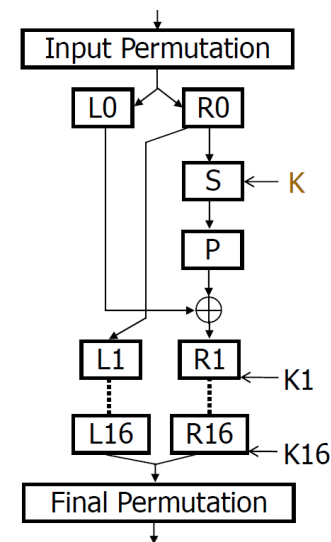 Input Permutation
L0 R0
S K
P
L1 R1
K1
L16 R16
K16
Final Permutation